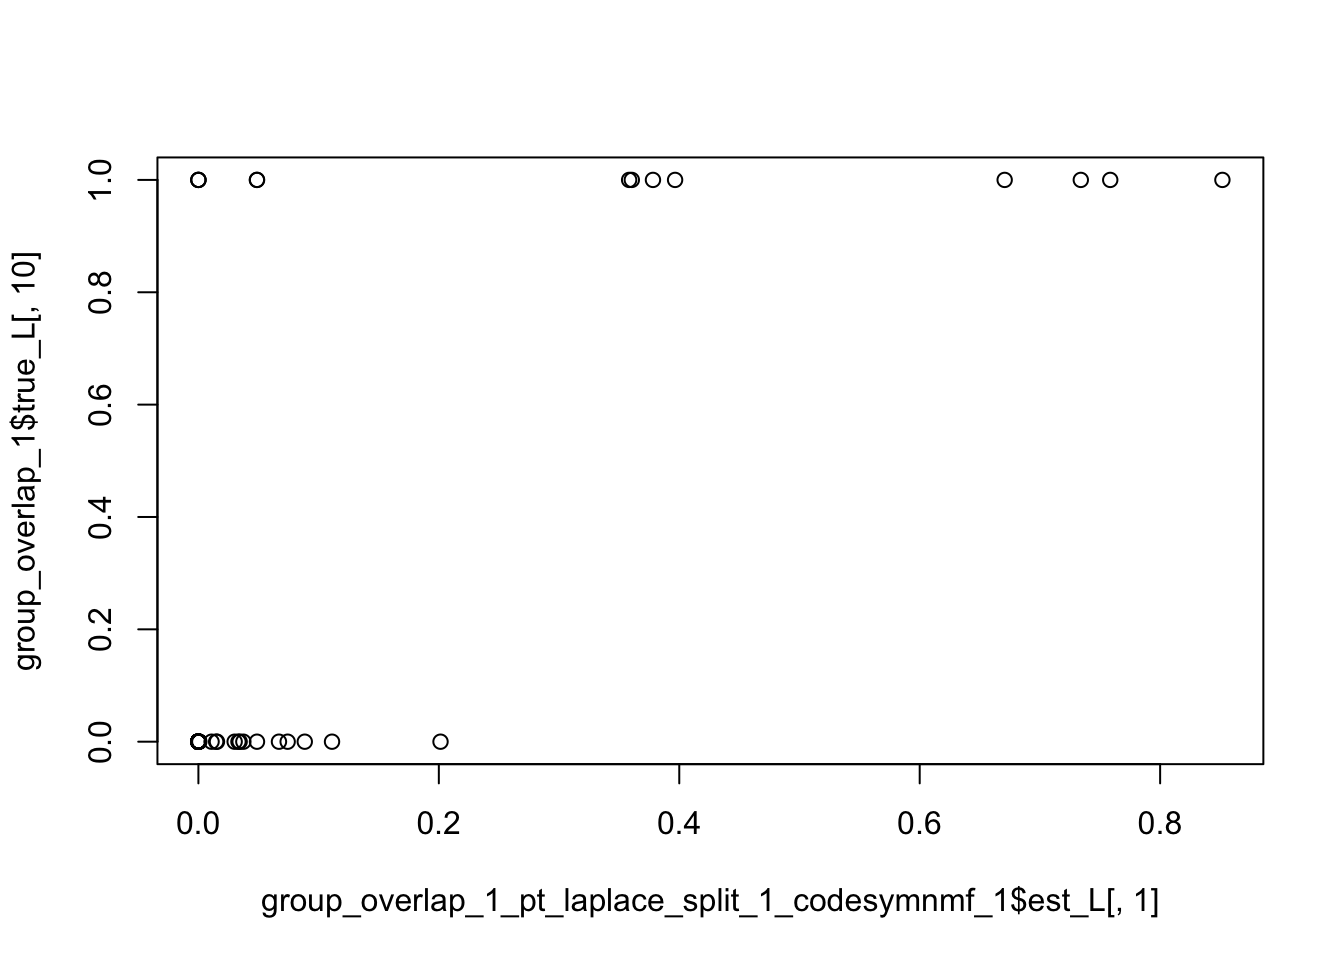 group_overlap_1$true_L[, 10]
1.0
0.8
0.6
0.4
0.2
0.0
0.0 0.2 0.4 0.6 0.8
group_overlap_1_pt_laplace_split_1_codesymnmf_1$est_L[, 1]